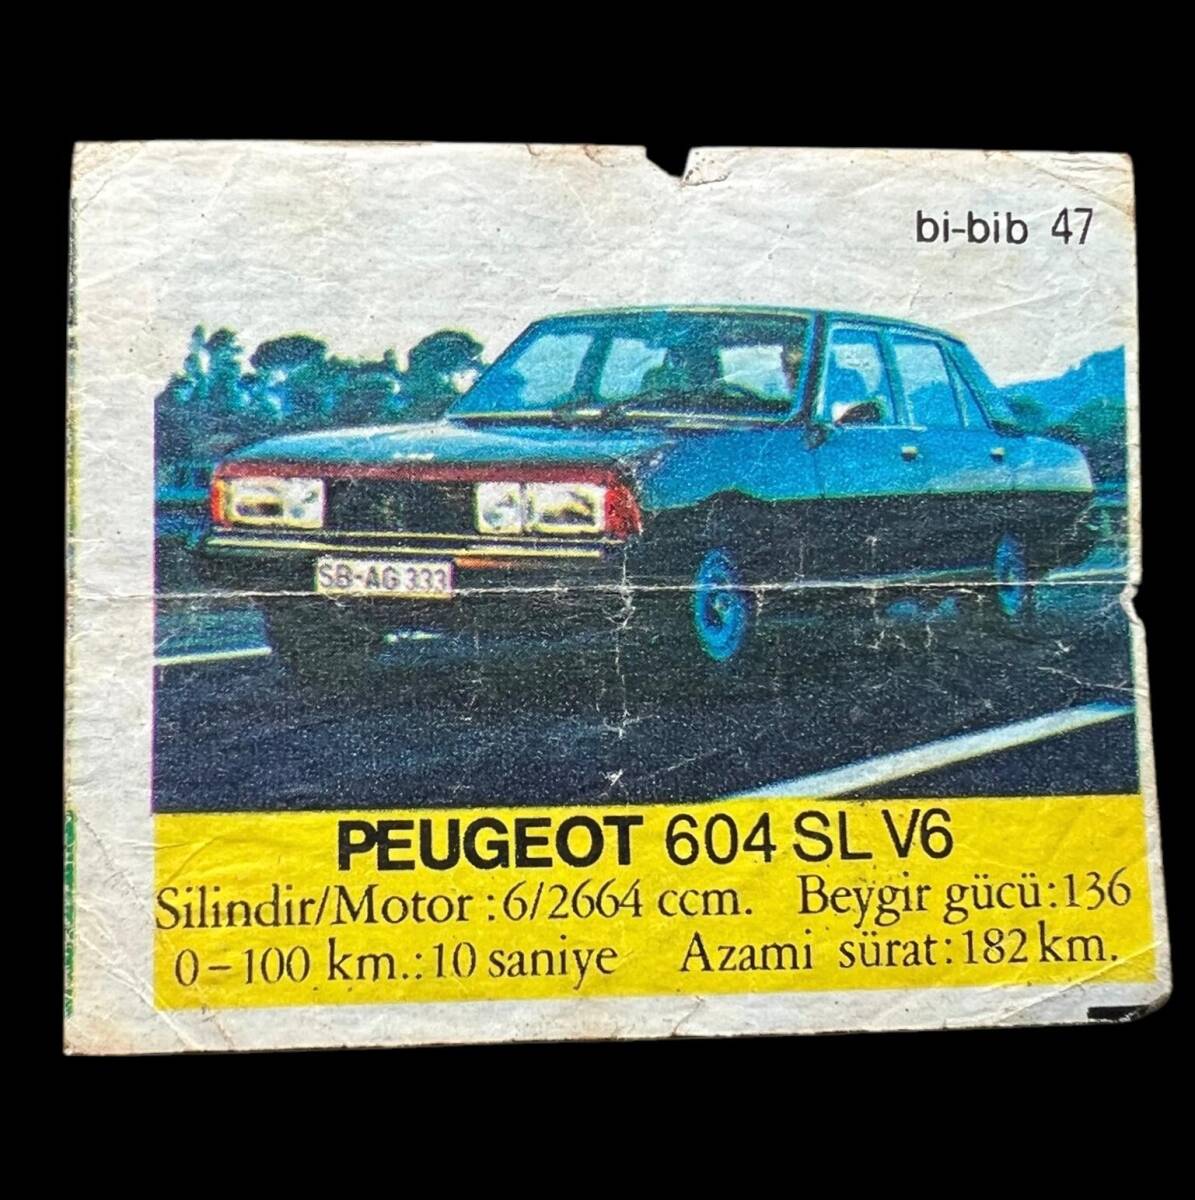 bi-bib 47
SB-AG 333
PEUGEOT 604 SL V6
Silindir/Motor :6/2664 ccm. Beygir gücü:136
0-100 km.:10 saniye Azami sürat:182 km.